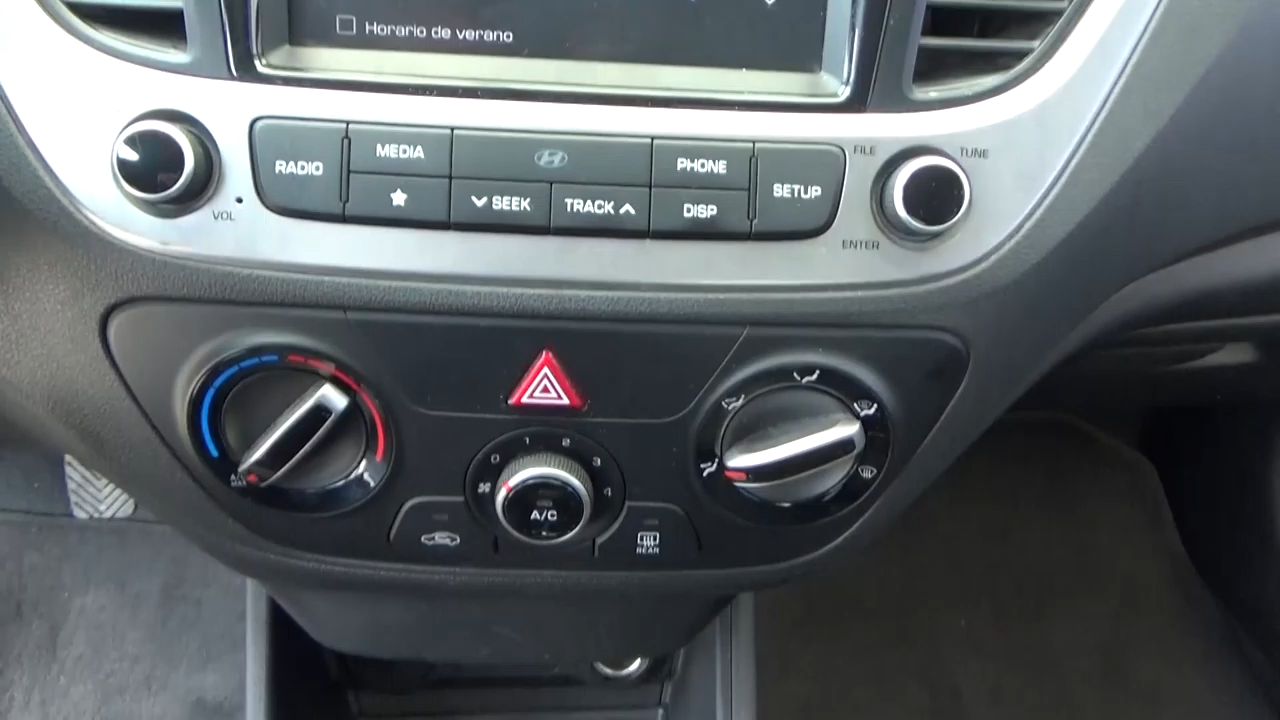 Horario de verano
RADIO
MEDIA
PHONE
SETUP
SEEK
TRACK
DISP
VOL
FILE
TUNE
ENTER
0
1
2
3
4
A/C
MAX
A/C
REAR